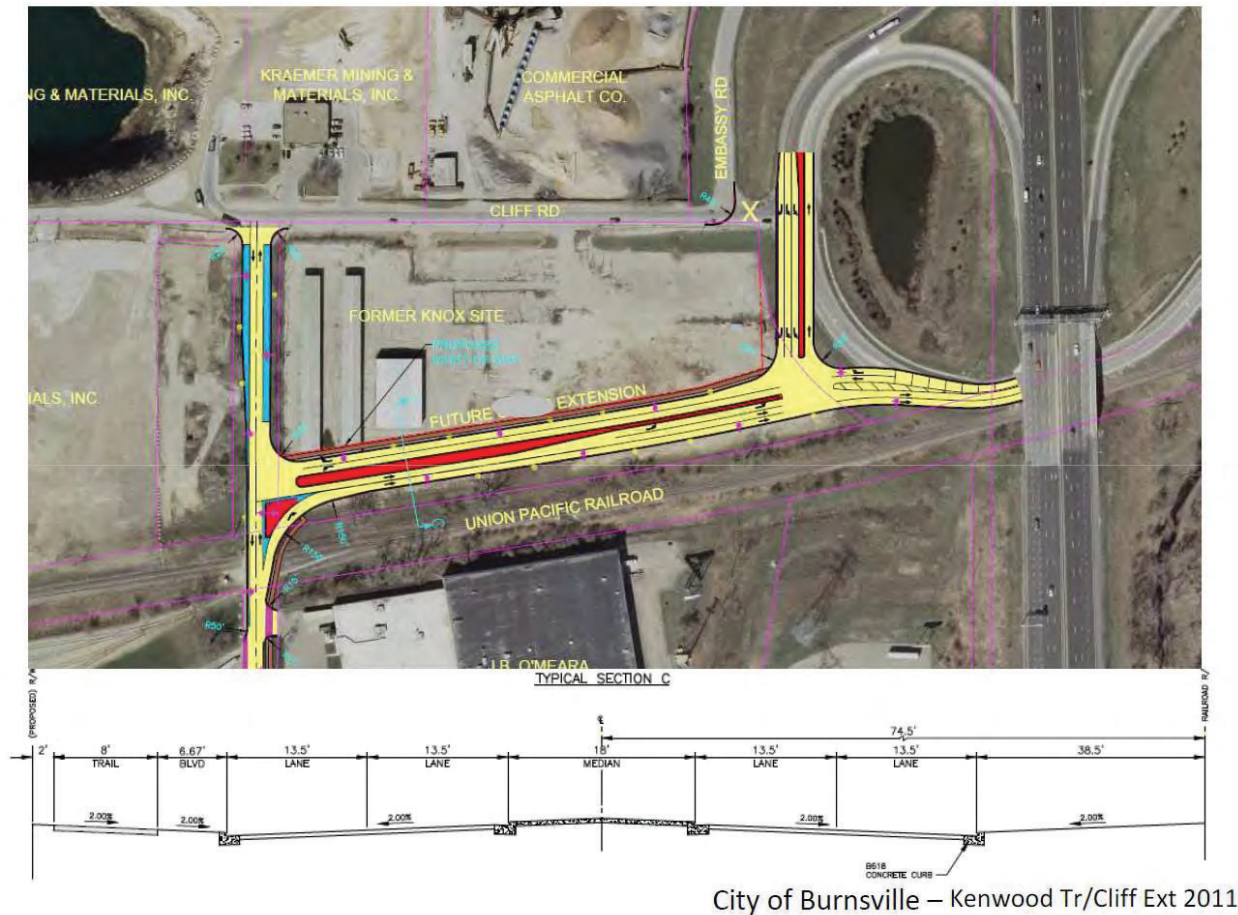 KRAEMER MINING &
MATERIALS, INC.
NG & MATERIALS, INC.
COMMERCIAL
ASPHALT CO.
EMBASSY RD
CLIFF RD
X
FORMER KNOX SITE
IALS, INC.
FUTURE EXTENSION
UNION PACIFIC RAILROAD
R150'
R50'
J.B. O'MEARA
TYPICAL SECTION C
(PROPOSED) R/W
RAILROAD R/
℄
74.5'
2' 8' 6.67' 13.5' 13.5' 18' 13.5' 13.5' 38.5'
TRAIL BLVD LANE LANE MEDIAN LANE LANE
2.00% 2.00% 2.00% 2.00% 2.00%
B618
CONCRETE CURB
City of Burnsville – Kenwood Tr/Cliff Ext 2011